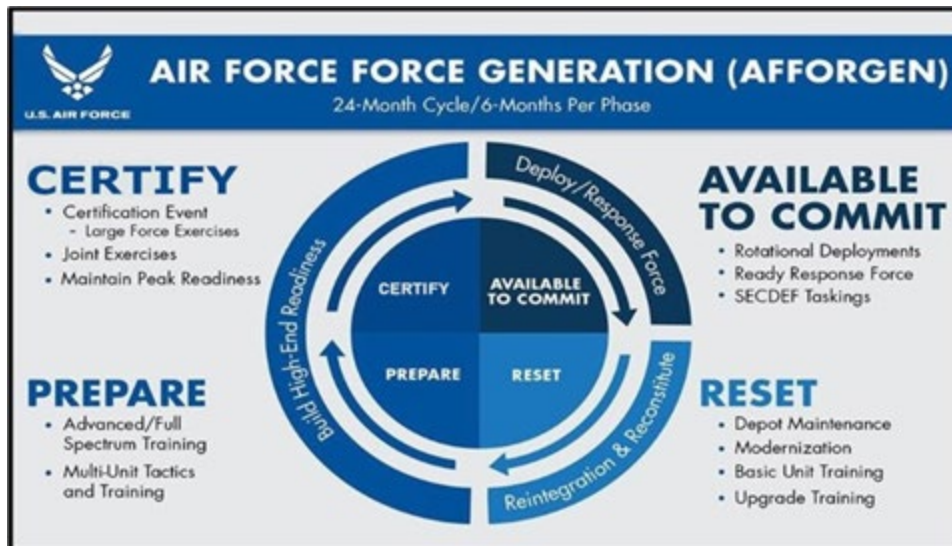 AIR FORCE FORCE GENERATION (AFFORGEN)
24-Month Cycle/6-Months Per Phase
U.S. AIR FORCE
CERTIFY
• Certification Event
- Large Force Exercises
• Joint Exercises
• Maintain Peak Readiness
PREPARE
• Advanced/Full
Spectrum Training
• Multi-Unit Tactics
and Training
Build High-End Readiness
Deploy/Response Force
Reintegration & Reconstitute
CERTIFY
AVAILABLE
TO COMMIT
PREPARE
RESET
AVAILABLE
TO COMMIT
• Rotational Deployments
• Ready Response Force
• SECDEF Taskings
RESET
• Depot Maintenance
• Modernization
• Basic Unit Training
• Upgrade Training